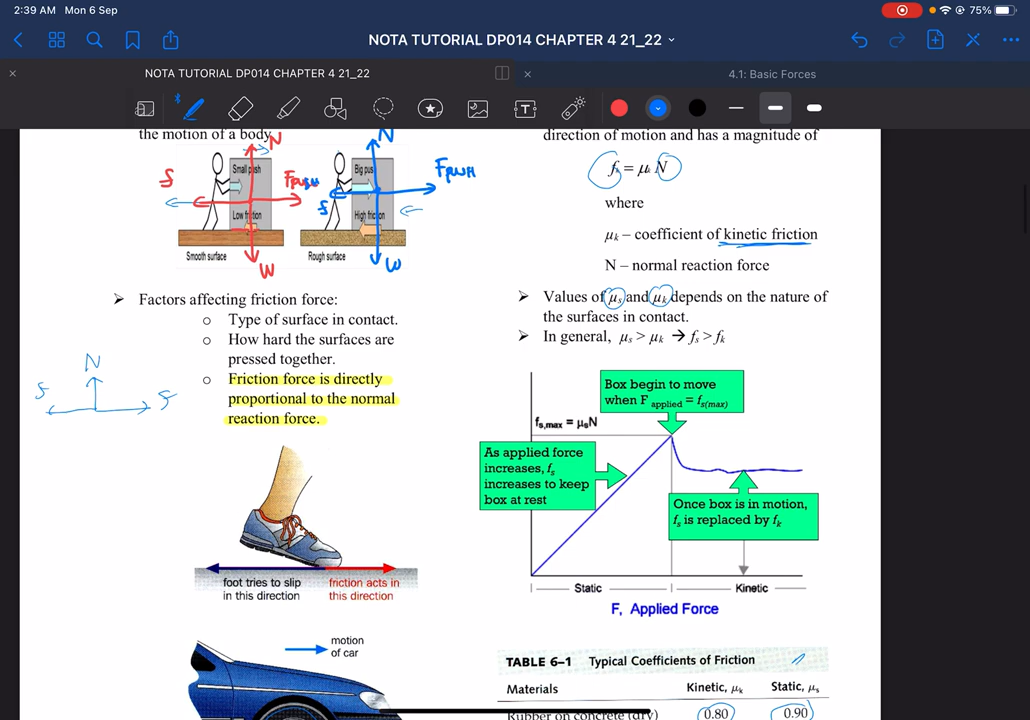 2:39 AM Mon 6 Sep
75%
NOTA TUTORIAL DP014 CHAPTER 4 21_22
NOTA TUTORIAL DP014 CHAPTER 4 21_22
4.1: Basic Forces
the motion of a body
N
N
f
Small push
FPUSH
Low friction
W
Smooth surface
Big push
FPUSH
f
High friction
W
Rough surface
➢ Factors affecting friction force:
o Type of surface in contact.
o How hard the surfaces are
pressed together.
o Friction force is directly
proportional to the normal
reaction force.
N
f
f
foot tries to slip
in this direction
friction acts in
this direction
motion
of car
direction of motion and has a magnitude of
fk = μk N
where
μk – coefficient of kinetic friction
N – normal reaction force
➢ Values of μs and μk depends on the nature of
the surfaces in contact.
➢ In general, μs > μk → fs > fk
Box begin to move
when F applied = fs(max)
fs,max = μsN
As applied force
increases, fs
increases to keep
box at rest
Once box is in motion,
fs is replaced by fk
Static
Kinetic
F, Applied Force
TABLE 6–1 Typical Coefficients of Friction
Materials Kinetic, μk Static, μs
Rubber on concrete (dry) 0.80 0.90